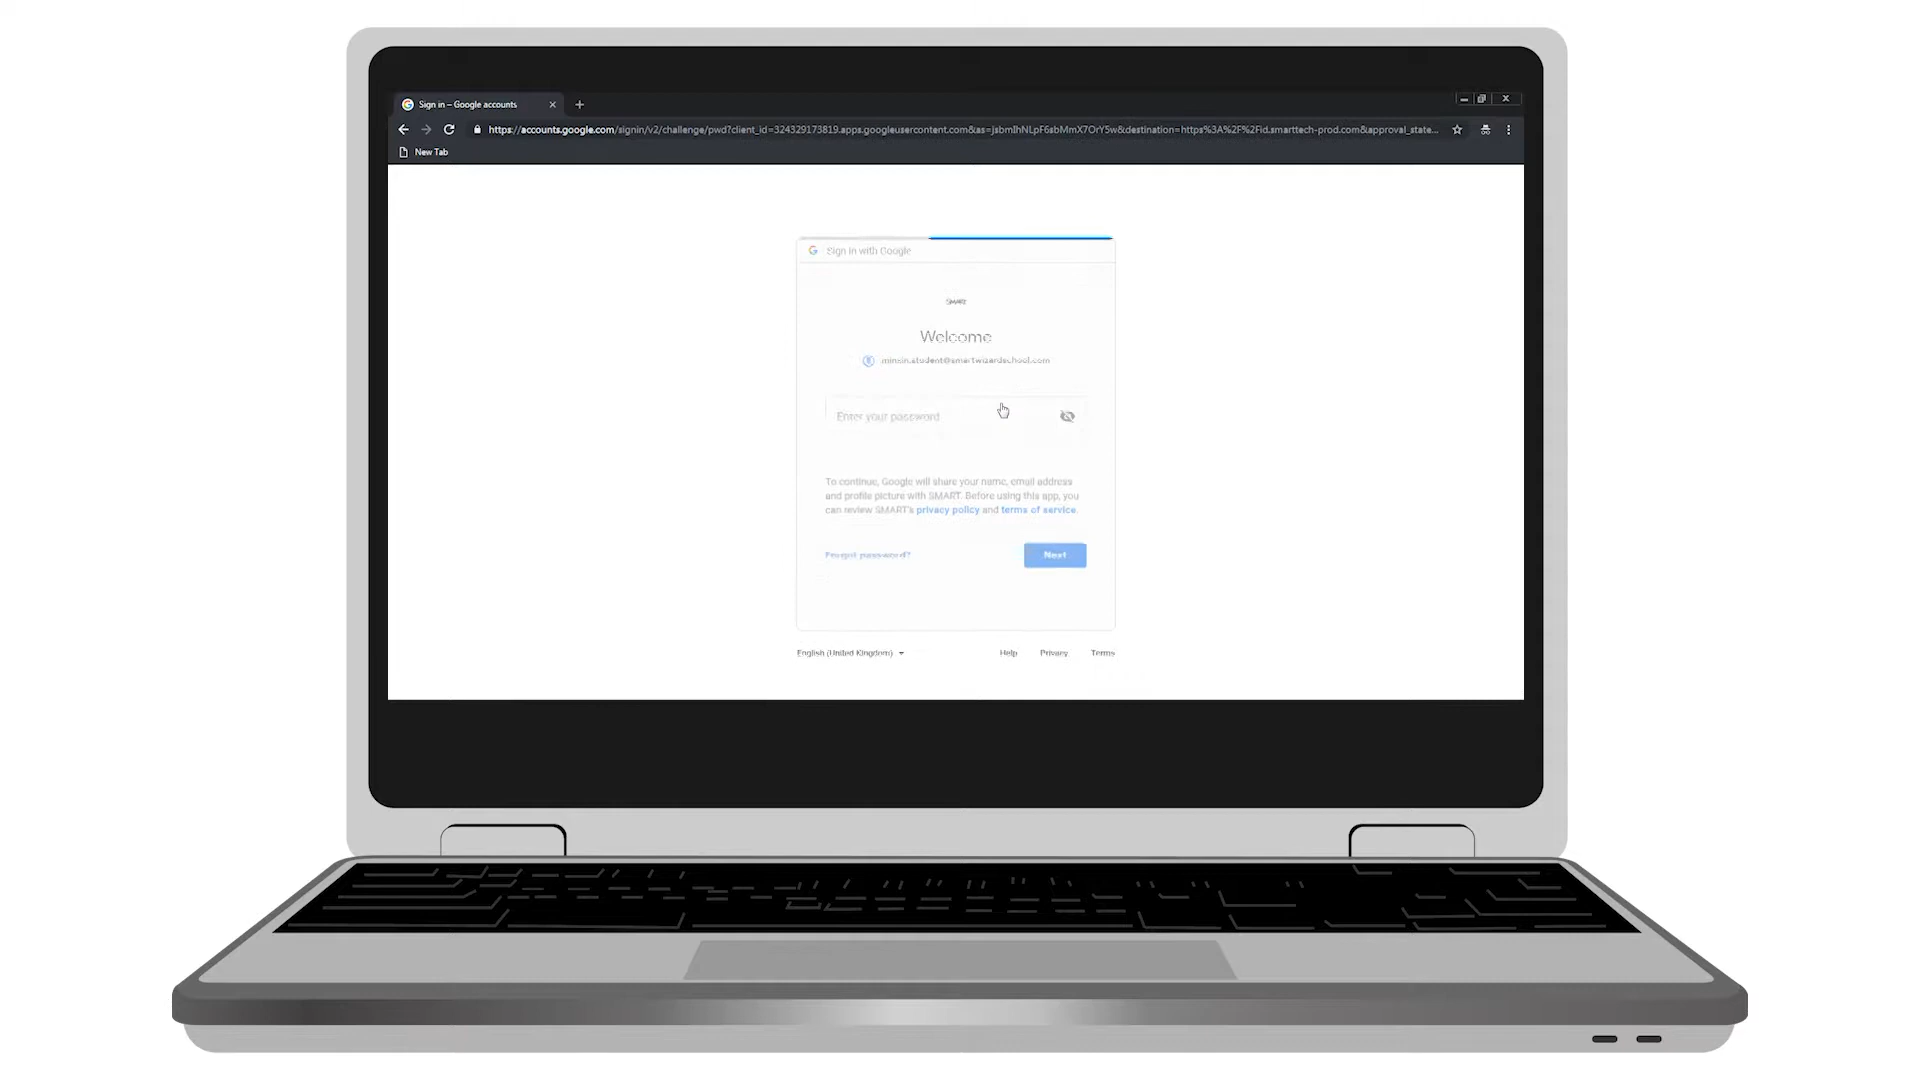 Sign in – Google accounts
https://accounts.google.com/signin/v2/challenge/pwd?client_id=324329173819.apps.googleusercontent.com&as=jsbmIhNLpF6sbMmX7OrY5w&destination=https%3A%2F%2Fid.smarttech-prod.com&approval_state...
New Tab
Sign in with Google
SMART
Welcome
minsin.student@smartwizardschool.com
Enter your password
To continue, Google will share your name, email address
and profile picture with SMART. Before using this app, you
can review SMART's privacy policy and terms of service.
Forgot password?
Next
English (United Kingdom)
Help
Privacy
Terms